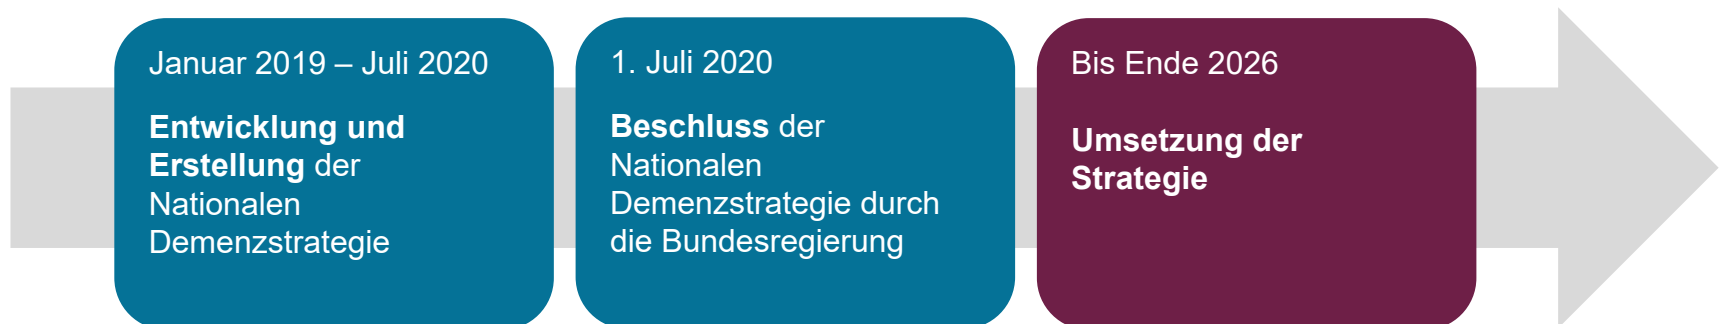 Januar 2019 – Juli 2020
Entwicklung und
Erstellung der
Nationalen
Demenzstrategie
1. Juli 2020
Beschluss der
Nationalen
Demenzstrategie durch
die Bundesregierung
Bis Ende 2026
Umsetzung der
Strategie